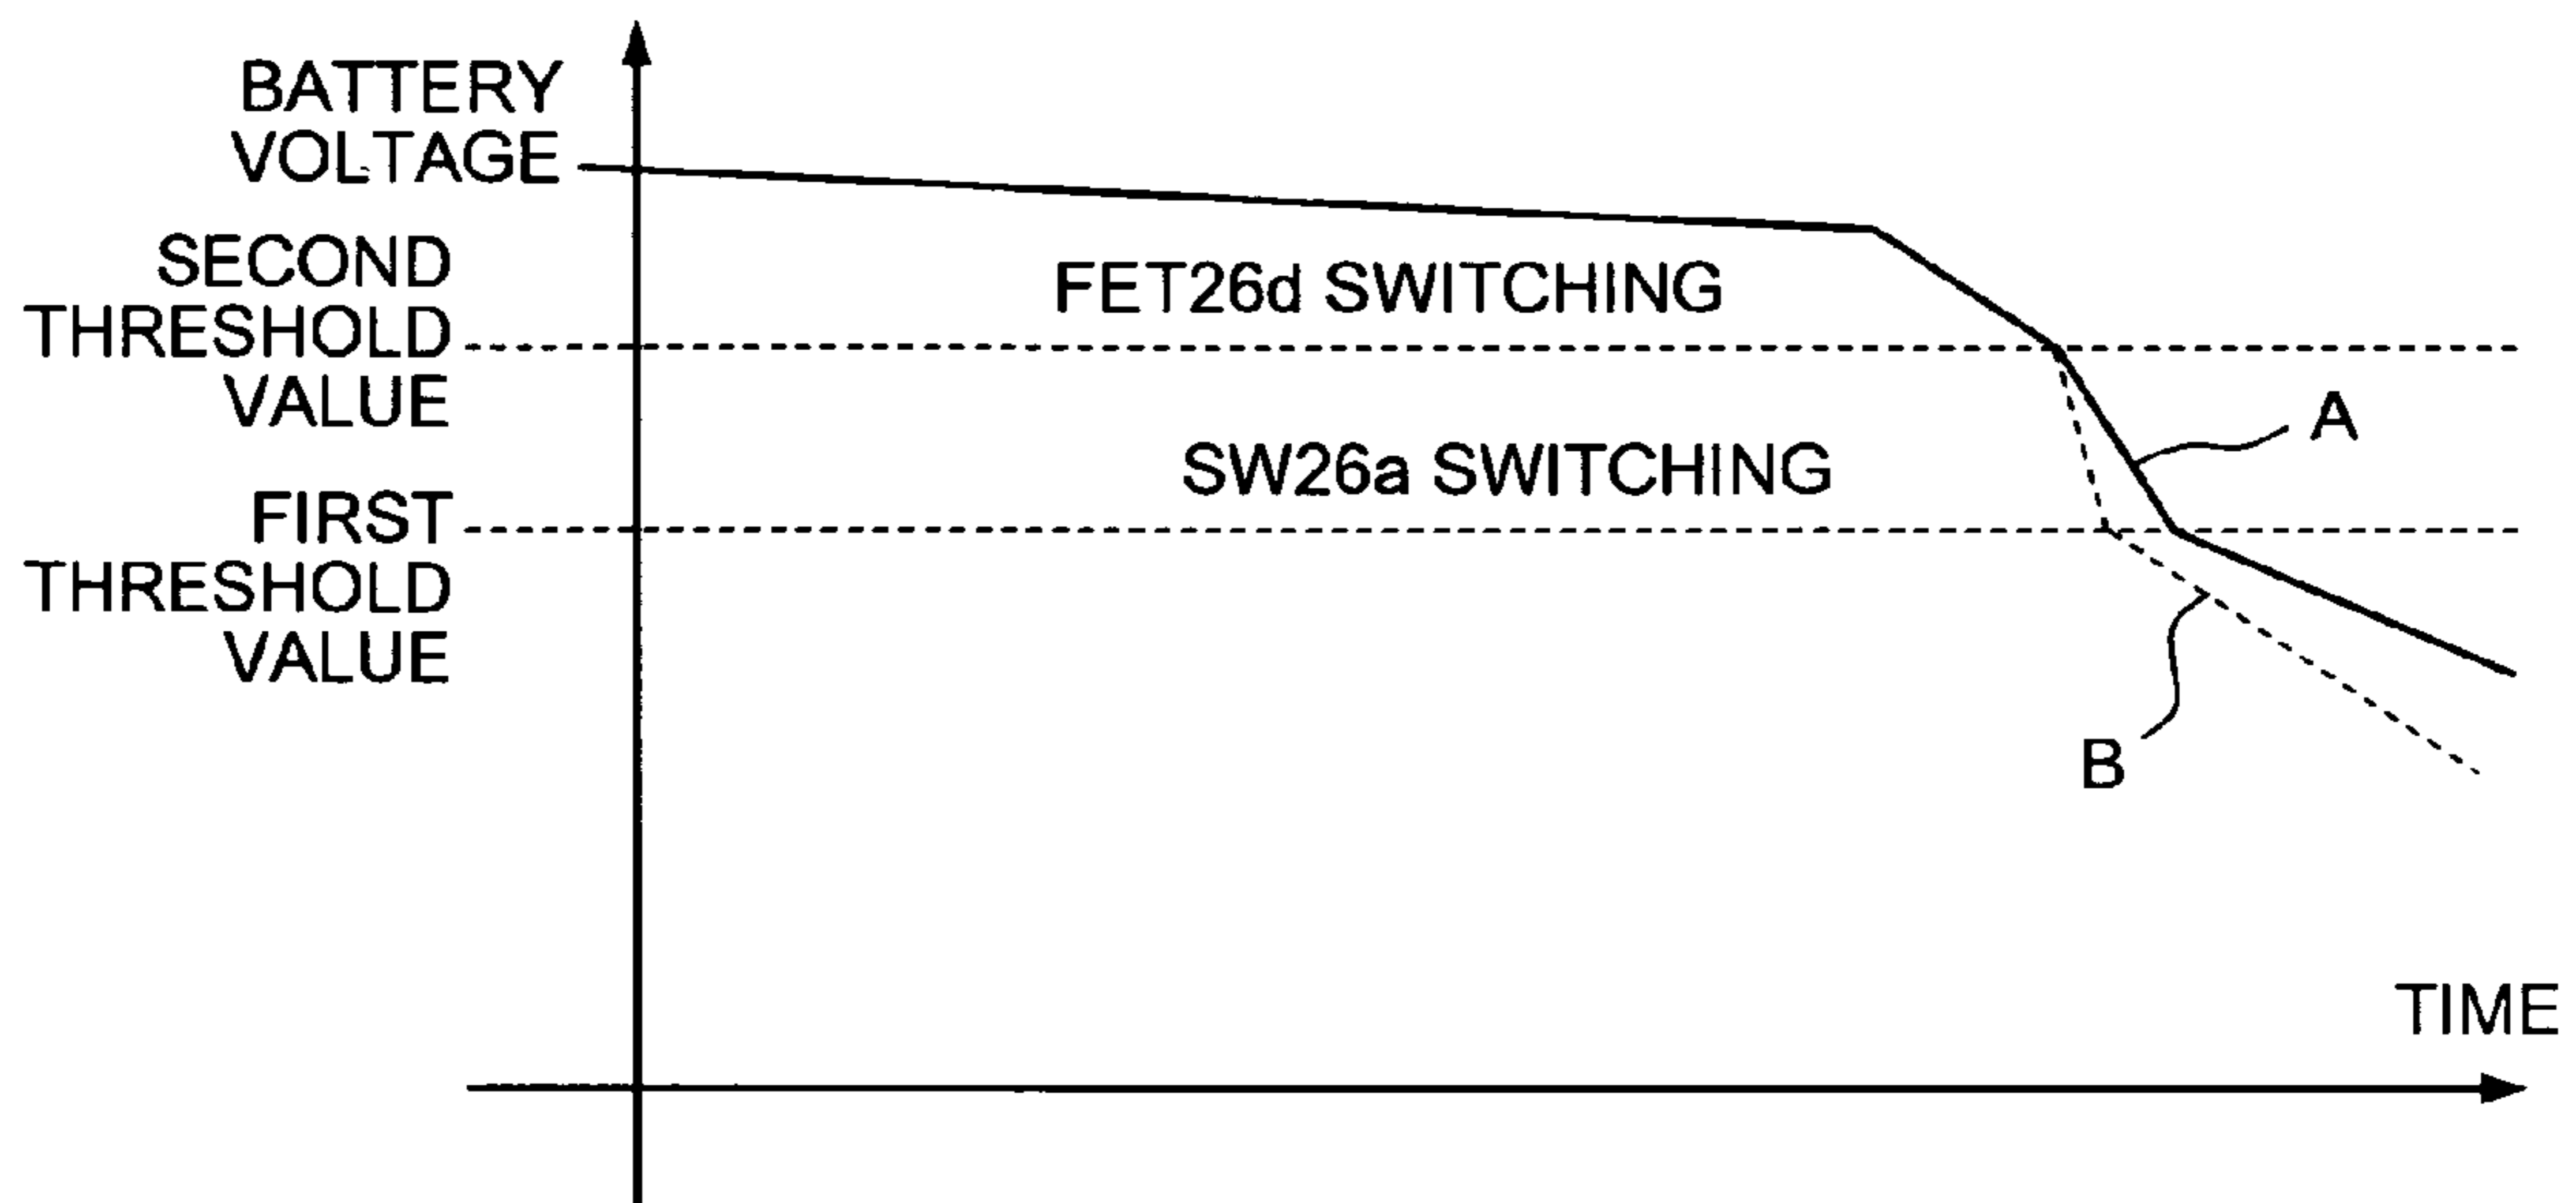 BATTERY
VOLTAGE
SECOND
THRESHOLD
VALUE
FET26d SWITCHING
A
SW26a SWITCHING
FIRST
THRESHOLD
VALUE
B
TIME